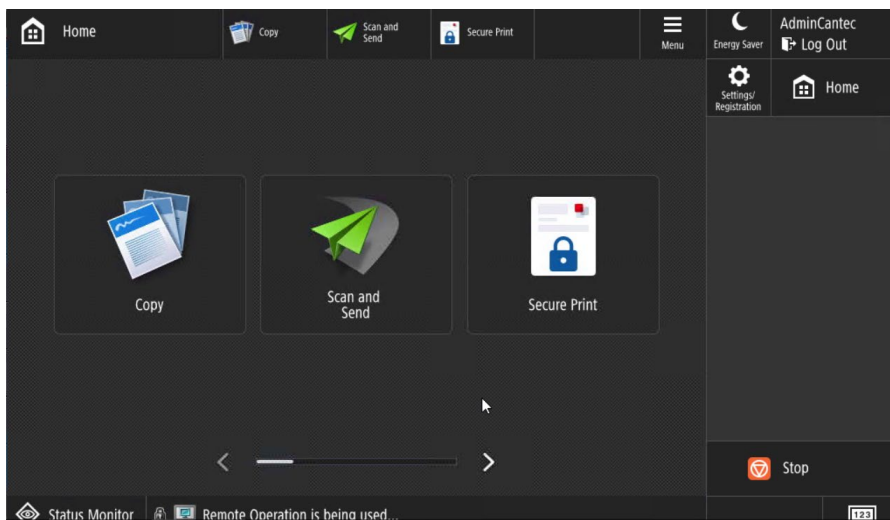 Home
Copy
Scan and
Send
Secure Print
Menu
Energy Saver
AdminCantec
Log Out
Settings/
Registration
Home
Copy
Scan and
Send
Secure Print
Stop
Status Monitor
Remote Operation is being used...
123